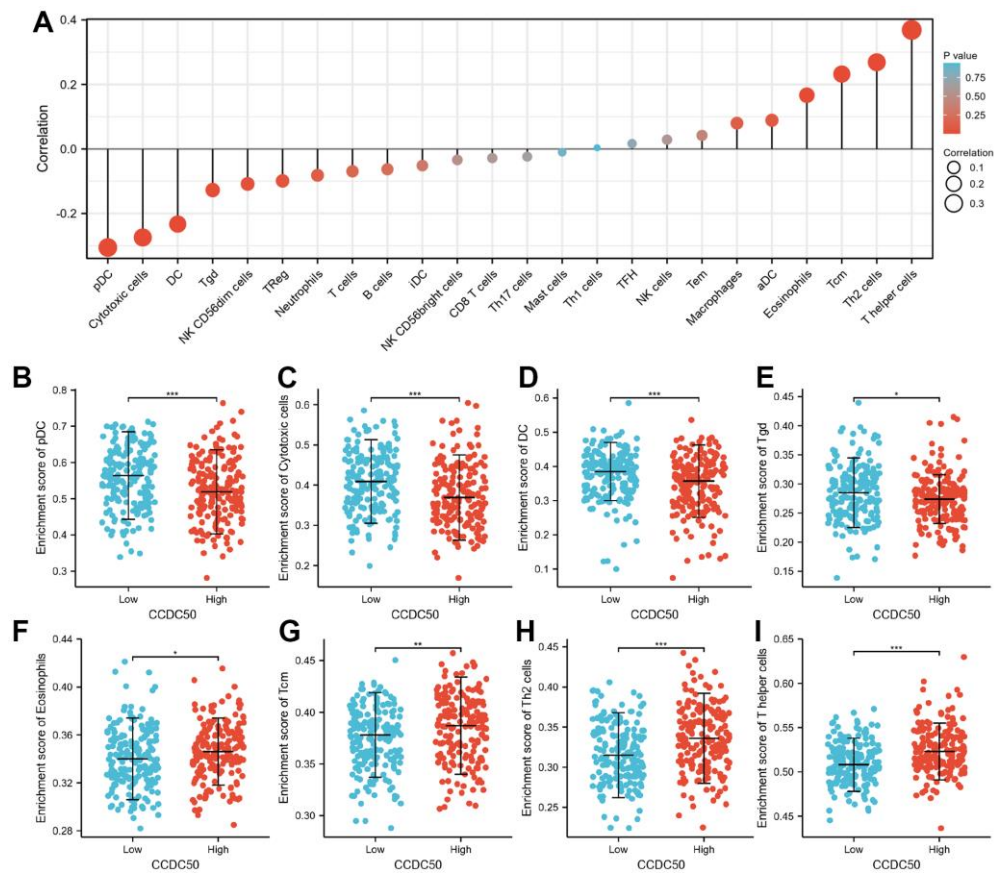 A
0.4
0.2
0.0
-0.2
Correlation
pDC
Cytotoxic cells
DC
Tgd
NK CD56dim cells
TReg
Neutrophils
T cells
B cells
iDC
NK CD56bright cells
CD8 T cells
Th17 cells
Mast cells
Th1 cells
TFH
NK cells
Tem
Macrophages
aDC
Eosinophils
Tcm
Th2 cells
T helper cells
P value
0.75
0.50
0.25
Correlation
0.1
0.2
0.3
B
Enrichment score of pDC
0.8
0.7
0.6
0.5
0.4
0.3
***
Low
High
CCDC50
C
Enrichment score of Cytotoxic cells
0.6
0.5
0.4
0.3
0.2
***
Low
High
CCDC50
D
Enrichment score of DC
0.6
0.5
0.4
0.3
0.2
0.1
***
Low
High
CCDC50
E
Enrichment score of Tgd
0.45
0.40
0.35
0.30
0.25
0.20
0.15
*
Low
High
CCDC50
F
Enrichment score of Eosinophils
0.44
0.40
0.36
0.32
0.28
*
Low
High
CCDC50
G
Enrichment score of Tcm
0.45
0.40
0.35
0.30
**
Low
High
CCDC50
H
Enrichment score of Th2 cells
0.45
0.40
0.35
0.30
0.25
***
Low
High
CCDC50
I
Enrichment score of T helper cells
0.65
0.60
0.55
0.50
0.45
***
Low
High
CCDC50